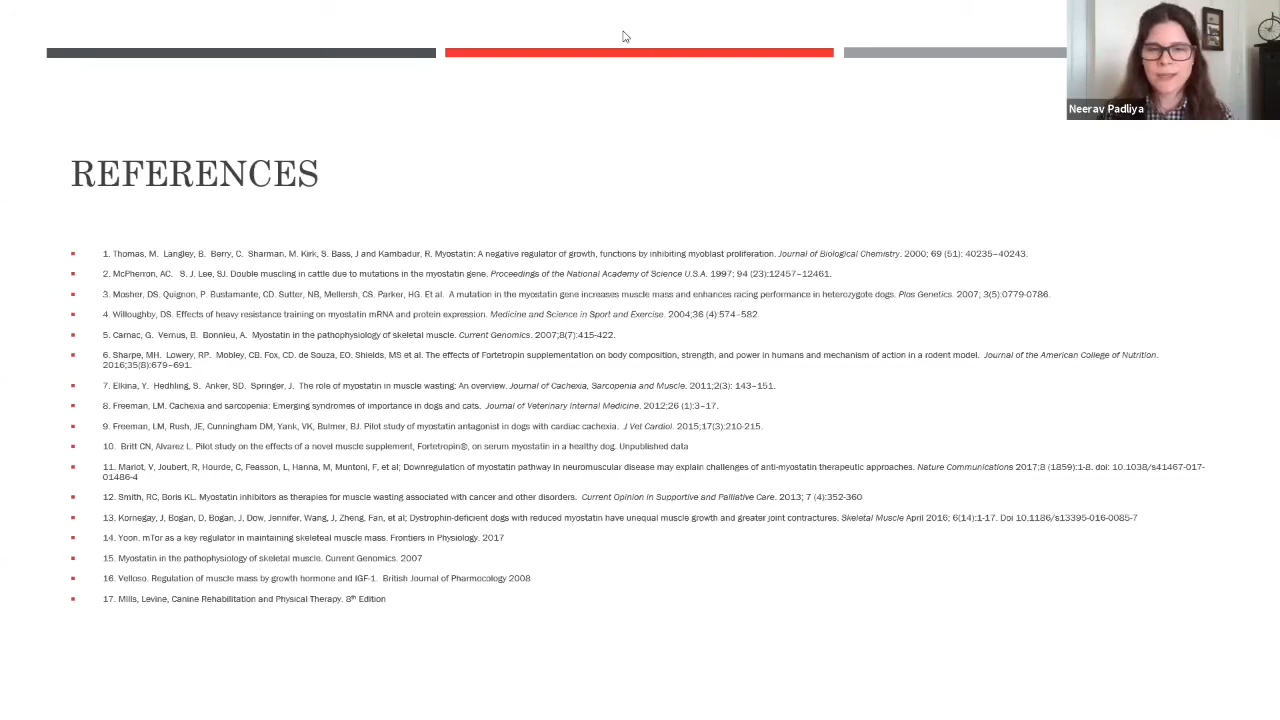 Neerav Padliya
REFERENCES
1. Thomas, M. Langley, B. Berry, C. Sharman, M. Kirk, S. Bass, J and Kambadur, R. Myostatin: A negative regulator of growth, functions by inhibiting myoblast proliferation. Journal of Biological Chemistry. 2000; 69 (51); 40235–40243.
2. McPherron, AC. S. J. Lee, SJ. Double muscling in cattle due to mutations in the myostatin gene. Proceedings of the National Academy of Science U.S.A. 1997; 94 (23):12457–12461.
3. Mosher, DS. Quignon, P. Bustamante, CD. Sutter, NB, Mellersh, CS. Parker, HG. Et al. A mutation in the myostatin gene increases muscle mass and enhances racing performance in heterozygote dogs. Plos Genetics. 2007; 3(5):0779-0786.
4. Willoughby, DS. Effects of heavy resistance training on myostatin mRNA and protein expression. Medicine and Science in Sport and Exercise. 2004;36 (4):574–582.
5. Carnac, G. Vernus, B. Bonnieu, A. Myostatin in the pathophysiology of skeletal muscle. Current Genomics. 2007;8(7):415-422.
6. Sharpe, MH. Lowery, RP. Mobley, CB. Fox, CD. de Souza, EO, Shields, MS et al. The effects of Fortetropin supplementation on body composition, strength, and power in humans and mechanism of action in a rodent model. Journal of the American College of Nutrition.
2016;35(8):679–691.
7. Elkina, Y. Hedhling, S. Anker, SD. Springer, J. The role of myostatin in muscle wasting: An overview. Journal of Cachexia, Sarcopenia and Muscle. 2011;2(3): 143–151.
8. Freeman, LM. Cachexia and sarcopenia: Emerging syndromes of importance in dogs and cats. Journal of Veterinary Internal Medicine. 2012;26 (1):3–17.
9. Freeman, LM, Rush, JE, Cunningham DM, Yank, VK, Bulmer, BJ. Pilot study of myostatin antagonist in dogs with cardiac cachexia. J Vet Cardiol. 2015;17(3):210-215.
10. Britt CN, Alvarez L. Pilot study on the effects of a novel muscle supplement, Fortetropin®, on serum myostatin in a healthy dog. Unpublished data
11. Mariot, V, Joubert, R, Hourde, C, Feasson, L, Hanna, M, Muntoni, F, et al; Downregulation of myostatin pathway in neuromuscular disease may explain challenges of anti-myostatin therapeutic approaches. Nature Communications 2017;8 (1859):1-8. doi: 10.1038/s41467-017-
01486-4
12. Smith, RC, Boris KL. Myostatin inhibitors as therapies for muscle wasting associated with cancer and other disorders. Current Opinion in Supportive and Palliative Care. 2013; 7 (4):352-360
13. Kornegay, J, Bogan, D, Bogan, J, Dow, Jennifer, Wang, J, Zheng, Fan, et al; Dystrophin-deficient dogs with reduced myostatin have unequal muscle growth and greater joint contractures. Skeletal Muscle April 2016; 6(14):1-17. Doi 10.1186/s13395-016-0085-7
14. Yoon. mTor as a key regulator in maintaining skeleteal muscle mass. Frontiers in Physiology. 2017
15. Myostatin in the pathophysiology of skeletal muscle. Current Genomics. 2007
16. Velloso. Regulation of muscle mass by growth hormone and IGF-1. British Journal of Pharmocology 2008
17. Mills, Levine, Canine Rehabilitation and Physical Therapy. 8th Edition